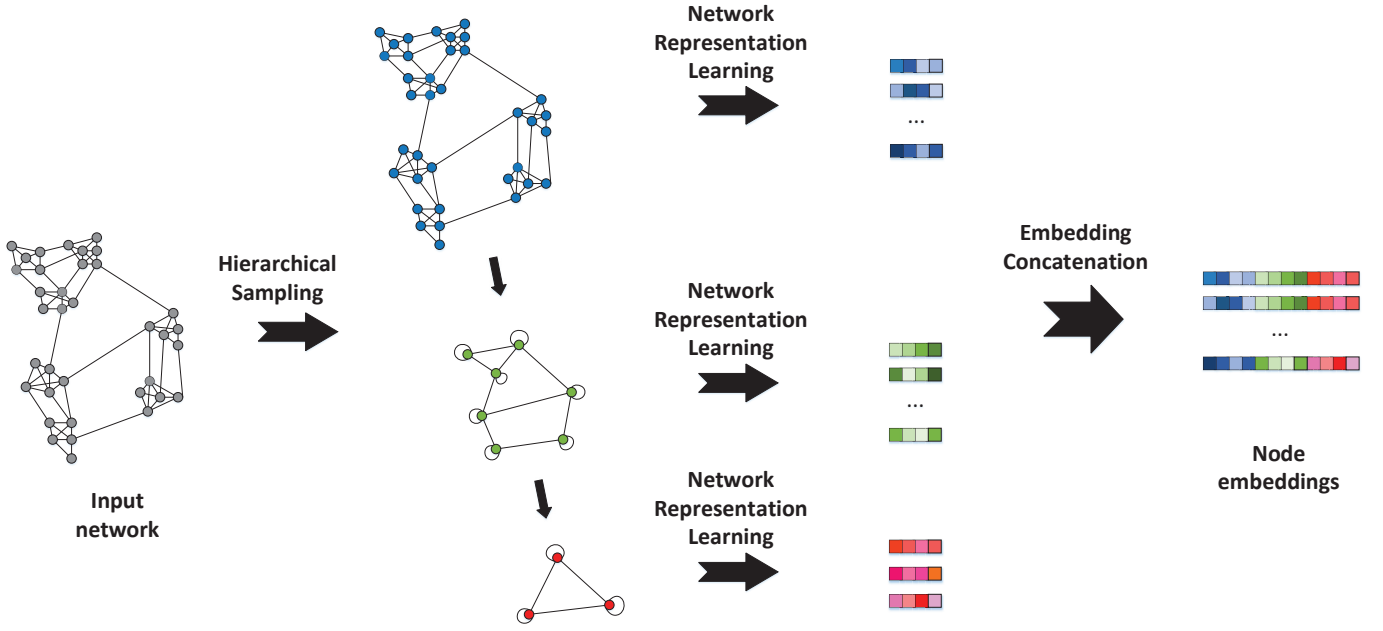 Network
Representation
Learning
...
Hierarchical
Sampling
Embedding
Concatenation
Network
Representation
Learning
...
...
Input
network
Node
embeddings
Network
Representation
Learning